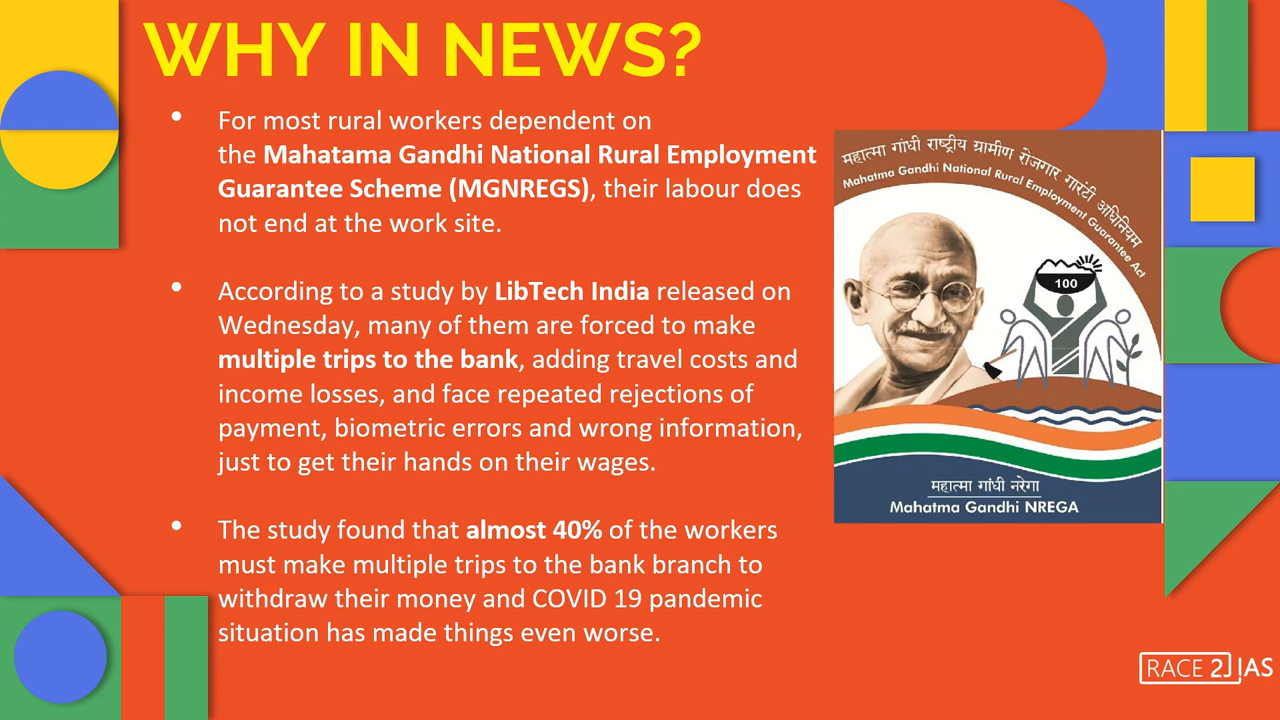 WHY IN NEWS?
• For most rural workers dependent on
the Mahatama Gandhi National Rural Employment
Guarantee Scheme (MGNREGS), their labour does
not end at the work site.
• According to a study by LibTech India released on
Wednesday, many of them are forced to make
multiple trips to the bank, adding travel costs and
income losses, and face repeated rejections of
payment, biometric errors and wrong information,
just to get their hands on their wages.
• The study found that almost 40% of the workers
must make multiple trips to the bank branch to
withdraw their money and COVID 19 pandemic
situation has made things even worse.
महात्मा गांधी राष्ट्रीय ग्रामीण रोजगार गारंटी अधिनियम
Mahatma Gandhi National Rural Employment Guarantee Act
100
महात्मा गांधी नरेगा
Mahatma Gandhi NREGA
RACE 2 IAS